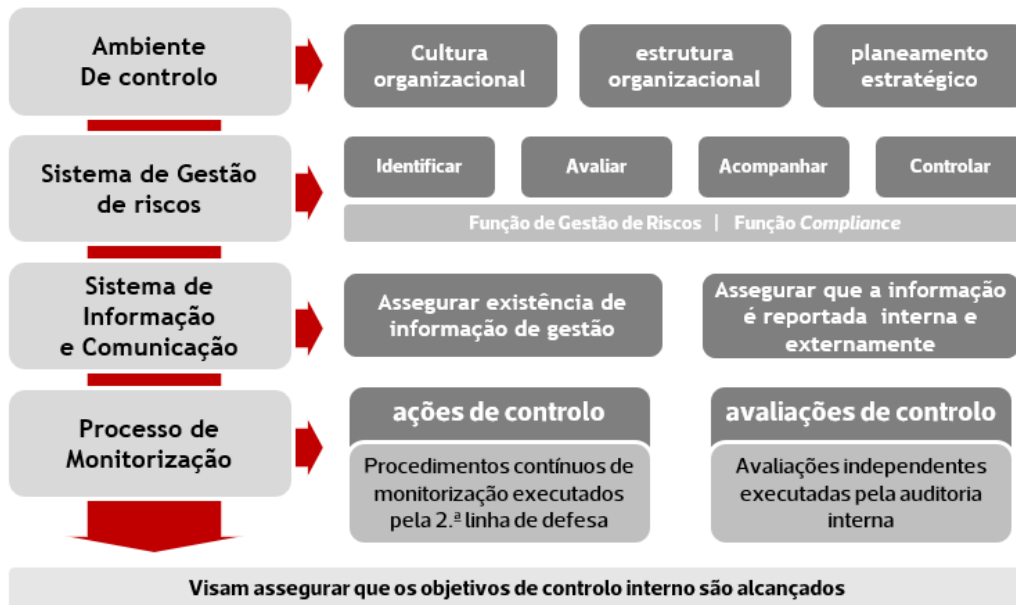 Ambiente
De controlo
Cultura
organizacional
estrutura
organizacional
planeamento
estratégico
Sistema de Gestão
de riscos
Identificar
Avaliar
Acompanhar
Controlar
Função de Gestão de Riscos | Função Compliance
Sistema de
Informação
e Comunicação
Assegurar existência de
informação de gestão
Assegurar que a informação
é reportada interna e
externamente
Processo de
Monitorização
ações de controlo
Procedimentos contínuos de
monitorização executados
pela 2.ª linha de defesa
avaliações de controlo
Avaliações independentes
executadas pela auditoria
interna
Visam assegurar que os objetivos de controlo interno são alcançados